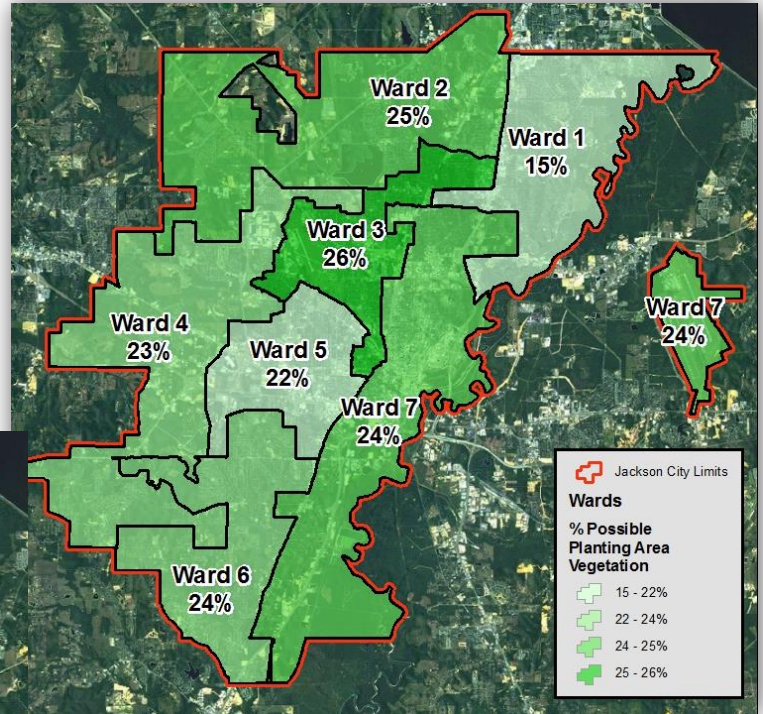 Ward 2
25%
Ward 1
15%
Ward 3
26%
Ward 7
24%
Ward 4
23%
Ward 5
22%
Ward 7
24%
Ward 6
24%
Jackson City Limits
Wards
% Possible
Planting Area
Vegetation
15 - 22%
22 - 24%
24 - 25%
25 - 26%